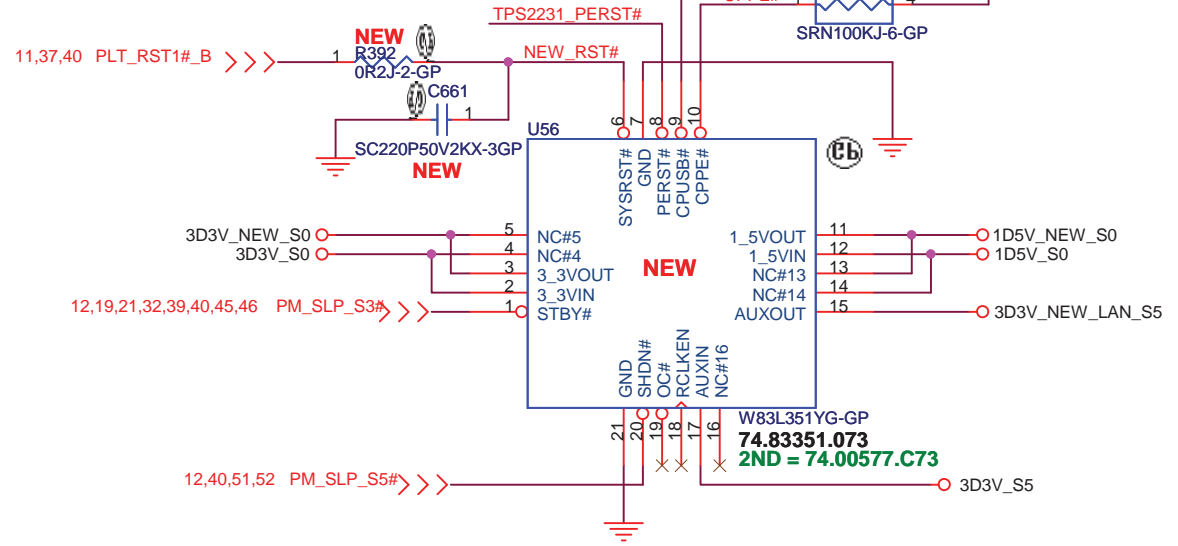 TPS2231_PERST#
SRN100KJ-6-GP
11,37,40 PLT_RST1#_B
1
NEW
R392
0R2J-2-GP
NEW_RST#
C661
1
SC220P50V2KX-3GP
NEW
U56
6
7
8
9
10
SYSRST#
GND
PERST#
CPUSB#
CPPE#
3D3V_NEW_S0
5
NC#5
3D3V_S0
4
NC#4
3
3_3VOUT
2
3_3VIN
12,19,21,32,39,40,45,46 PM_SLP_S3#
1
STBY#
NEW
1_5VOUT
11
1D5V_NEW_S0
1_5VIN
12
1D5V_S0
NC#13
13
NC#14
14
AUXOUT
15
3D3V_NEW_LAN_S5
GND
SHDN#
OC#
RCLKEN
AUXIN
NC#16
21
20
19
18
17
16
W83L351YG-GP
74.83351.073
2ND = 74.00577.C73
12,40,51,52 PM_SLP_S5#
3D3V_S5